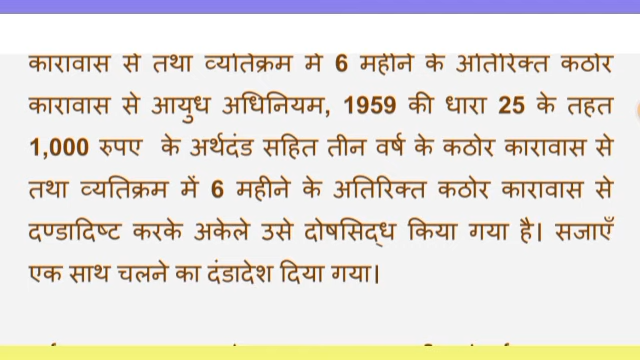 कारावास से तथा व्यतिक्रम में 6 महीने के अतिरिक्त कठोर
कारावास से आयुध अधिनियम, 1959 की धारा 25 के तहत
1,000 रुपए के अर्थदंड सहित तीन वर्ष के कठोर कारावास से
तथा व्यतिक्रम में 6 महीने के अतिरिक्त कठोर कारावास से
दण्डादिष्ट करके अकेले उसे दोषसिद्ध किया गया है। सजाएँ
एक साथ चलने का दंडादेश दिया गया।